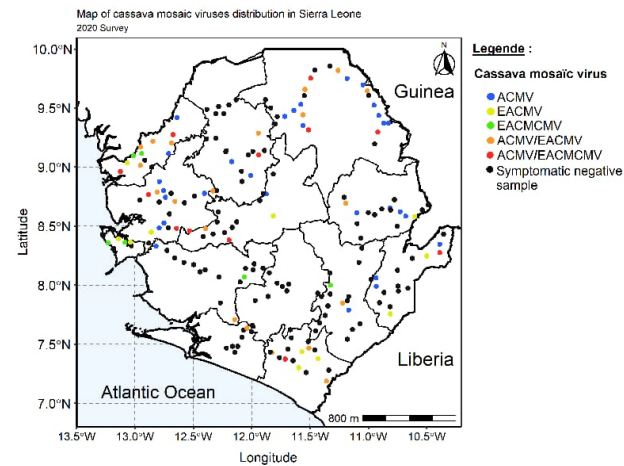 Map of cassava mosaic viruses distribution in Sierra Leone
2020 Survey
N
Guinea
Liberia
Atlantic Ocean
800 m
10.0°N
9.5°N
9.0°N
8.5°N
8.0°N
7.5°N
7.0°N
Latitude
13.5°W 13.0°W 12.5°W 12.0°W 11.5°W 11.0°W 10.5°W
Longitude
Legende :
Cassava mosaïc virus
ACMV
EACMV
EACMCMV
ACMV/EACMV
ACMV/EACMCMV
Symptomatic negative
sample